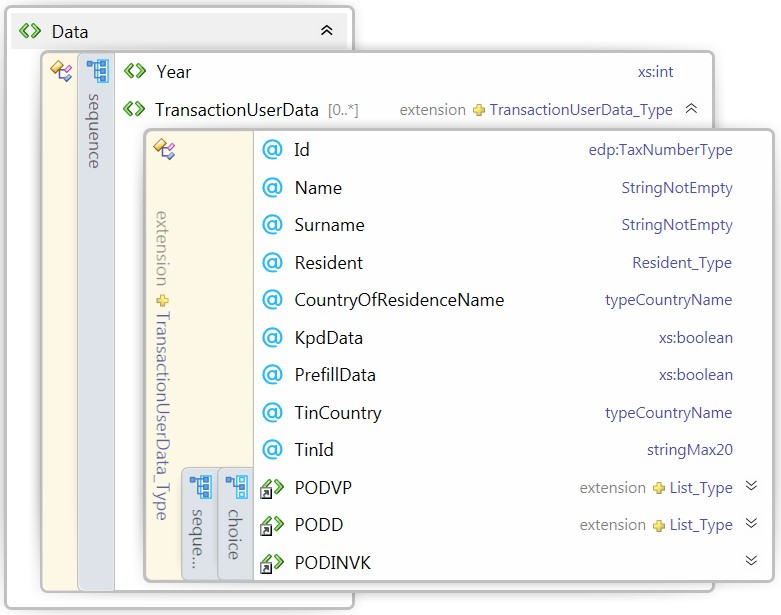 Data
Year xs:int
TransactionUserData [0..*] extension TransactionUserData_Type
sequence
@ Id edp:TaxNumberType
@ Name StringNotEmpty
@ Surname StringNotEmpty
@ Resident Resident_Type
@ CountryOfResidenceName typeCountryName
@ KpdData xs:boolean
@ PrefillData xs:boolean
@ TinCountry typeCountryName
@ TinId stringMax20
PODVP extension List_Type
PODD extension List_Type
PODINVK
extension TransactionUserData_Type
seque...
choice